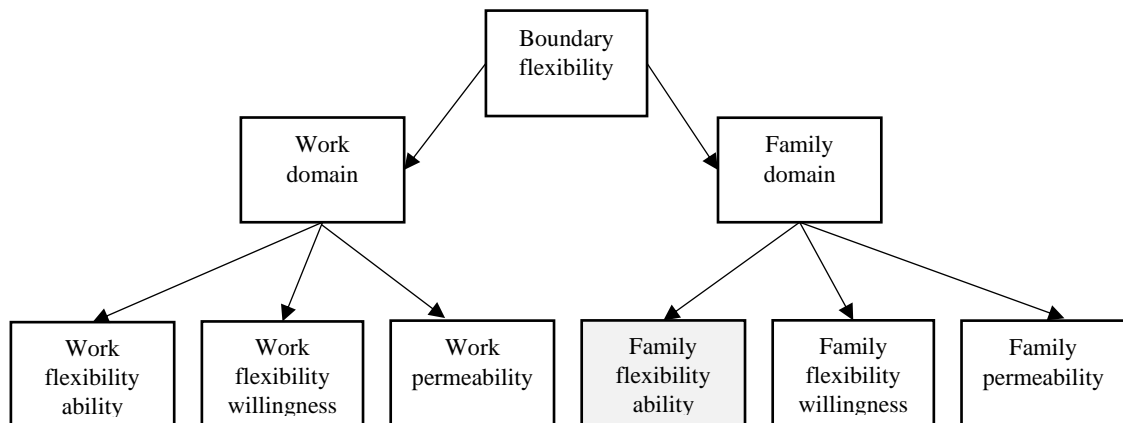 Boundary
flexibility
Work
domain
Family
domain
Work
flexibility
ability
Work
flexibility
willingness
Work
permeability
Family
flexibility
ability
Family
flexibility
willingness
Family
permeability